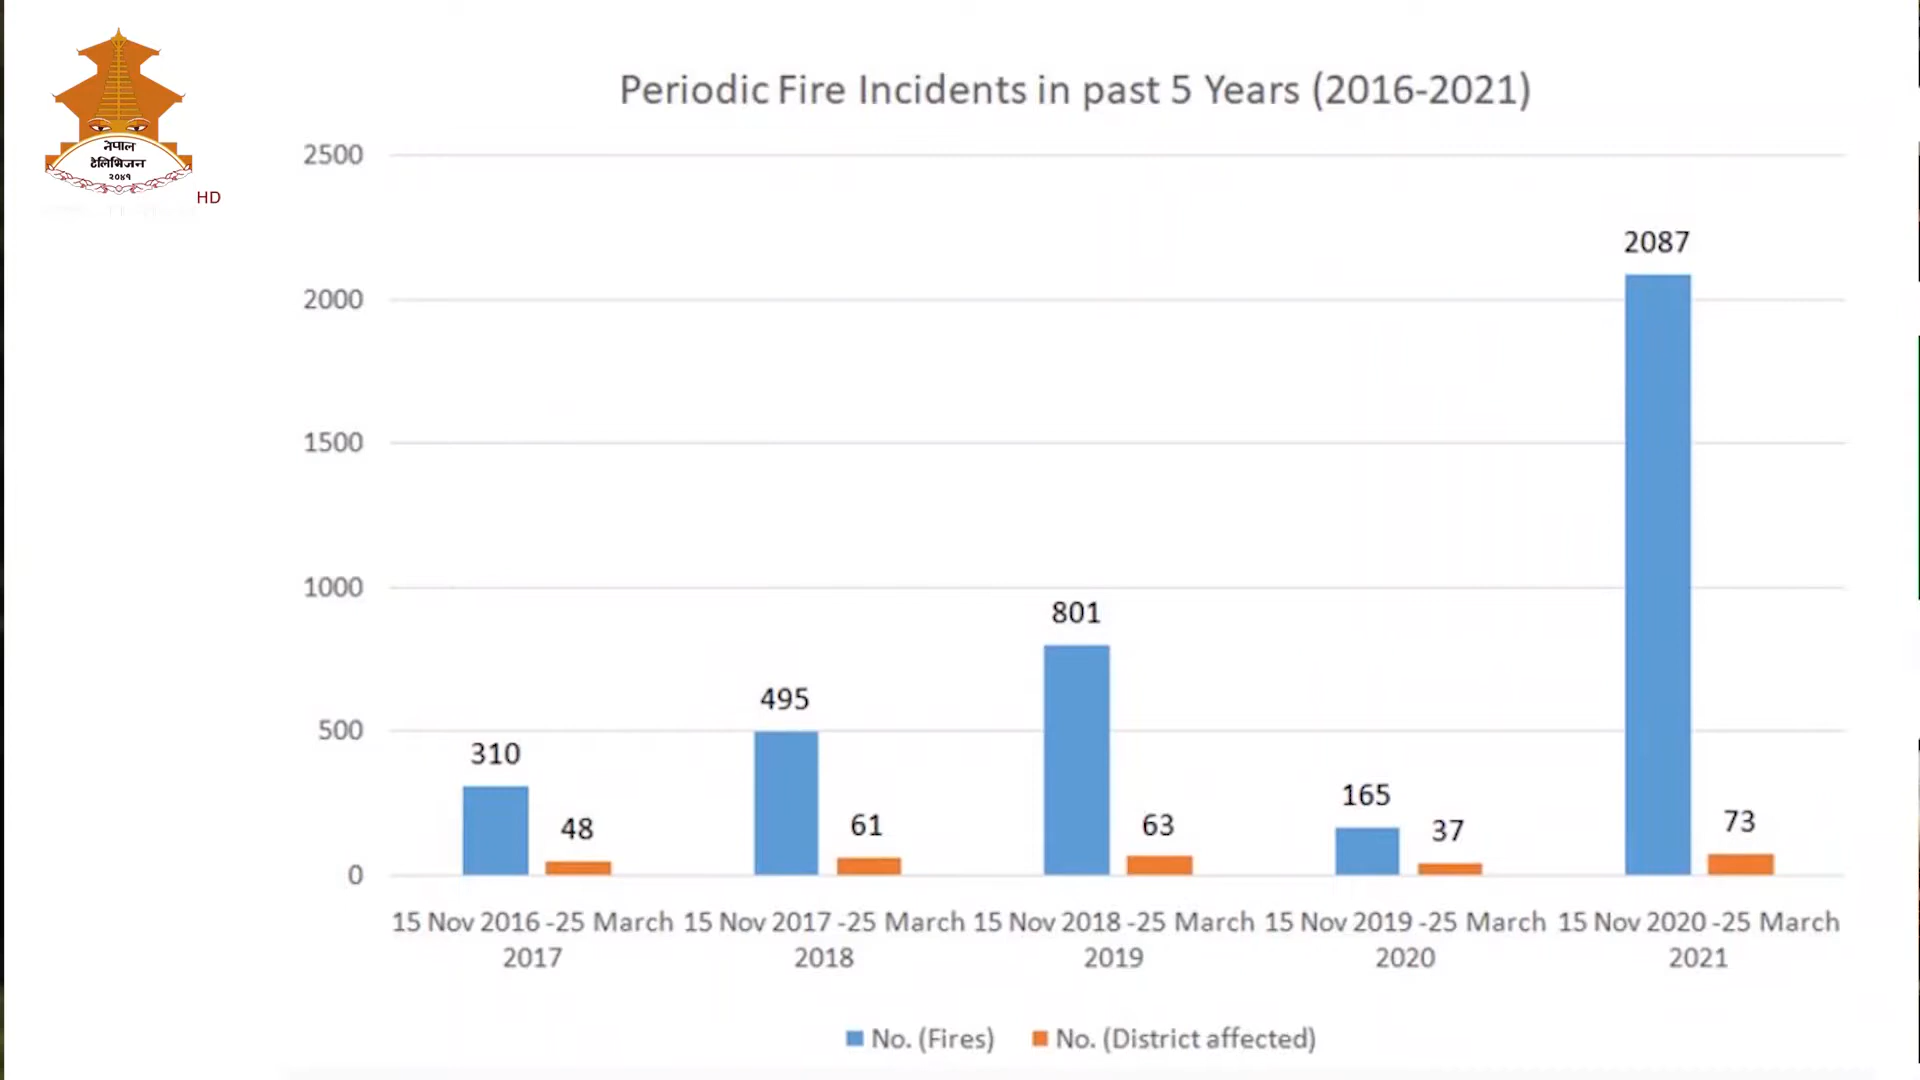 नेपाल
टेलिभिजन
२०४१
HD
Periodic Fire Incidents in past 5 Years (2016-2021)
2500
2000
1500
1000
500
0
310
48
495
61
801
63
165
37
2087
73
15 Nov 2016 -25 March
2017
15 Nov 2017 -25 March
2018
15 Nov 2018 -25 March
2019
15 Nov 2019 -25 March
2020
15 Nov 2020 -25 March
2021
No. (Fires)
No. (District affected)